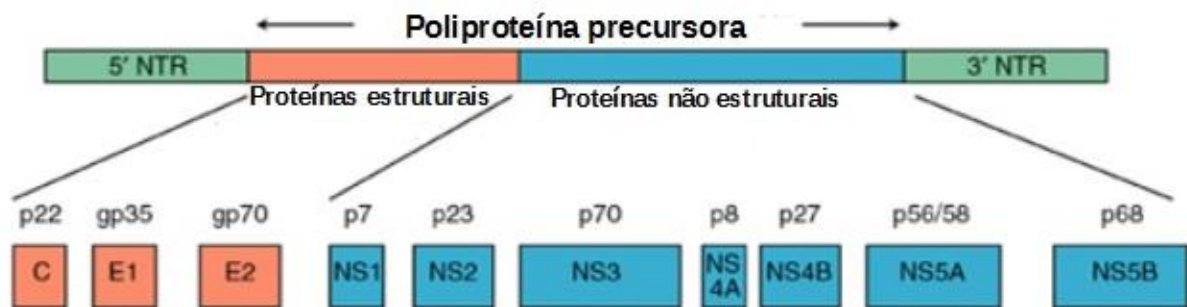 Poliproteína precursora
5' NTR
3' NTR
Proteínas estruturais
Proteínas não estruturais
p22 gp35 gp70 p7 p23 p70 p8 p27 p56/58 p68
C E1 E2 NS1 NS2 NS3 NS 4A NS4B NS5A NS5B